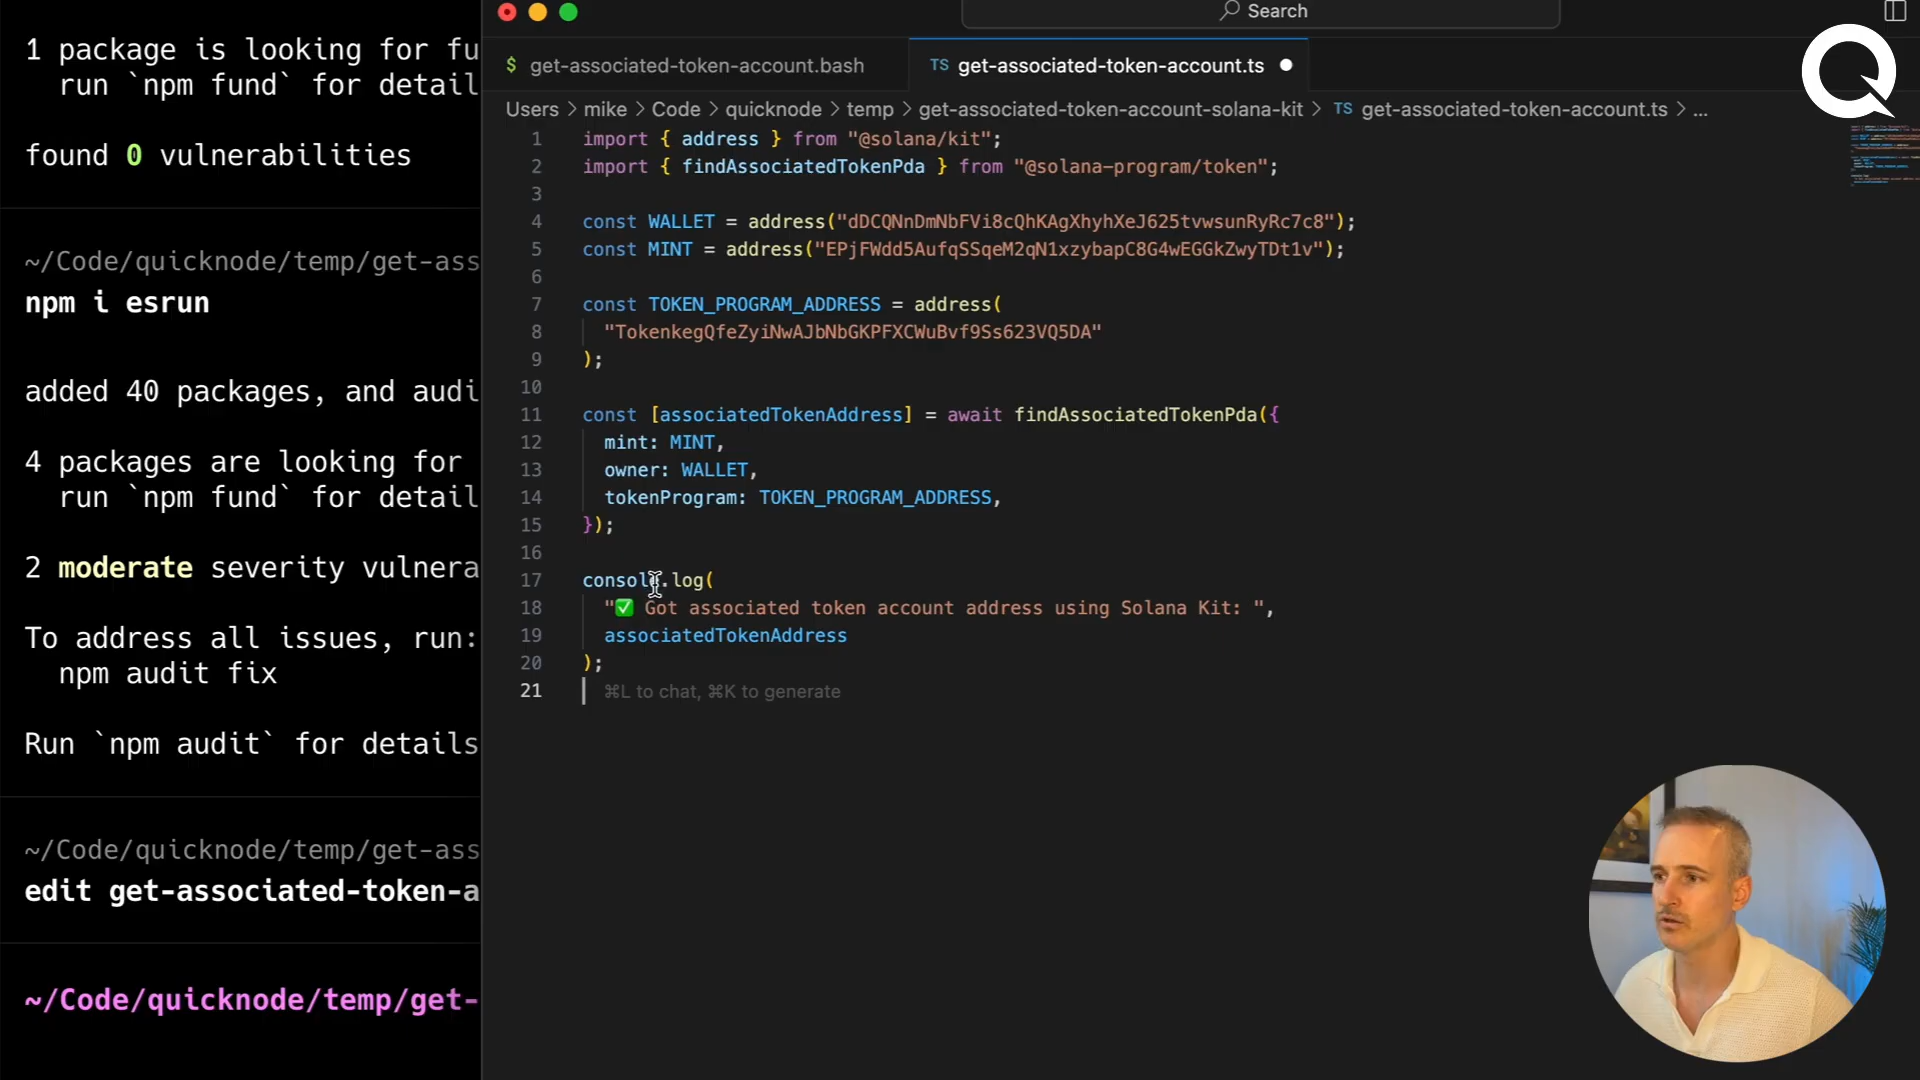 1 package is looking for fu
run `npm fund` for detail
found 0 vulnerabilities
~/Code/quicknode/temp/get-ass
npm i esrun
added 40 packages, and audi
4 packages are looking for
run `npm fund` for detail
2 moderate severity vulnera
To address all issues, run:
npm audit fix
Run `npm audit` for details
~/Code/quicknode/temp/get-ass
edit get-associated-token-a
~/Code/quicknode/temp/get-
Search
$ get-associated-token-account.bash
TS get-associated-token-account.ts
Users > mike > Code > quicknode > temp > get-associated-token-account-solana-kit > TS get-associated-token-account.ts > ...
1 import { address } from "@solana/kit";
2 import { findAssociatedTokenPda } from "@solana-program/token";
3
4 const WALLET = address("dDCQNnDmNbFVi8cQhKAgXhyhXeJ625tvwsunRyRc7c8");
5 const MINT = address("EPjFWdd5AufqSSqeM2qN1xzybapC8G4wEGGkZwyTDt1v");
6
7 const TOKEN_PROGRAM_ADDRESS = address(
8 "TokenkegQfeZyiNwAJbNbGKPFXCWuBvf9Ss623VQ5DA"
9 );
10
11 const [associatedTokenAddress] = await findAssociatedTokenPda({
12 mint: MINT,
13 owner: WALLET,
14 tokenProgram: TOKEN_PROGRAM_ADDRESS,
15 });
16
17 console.log(
18 "✅ Got associated token account address using Solana Kit: ",
19 associatedTokenAddress
20 );
21 ⌘L to chat, ⌘K to generate